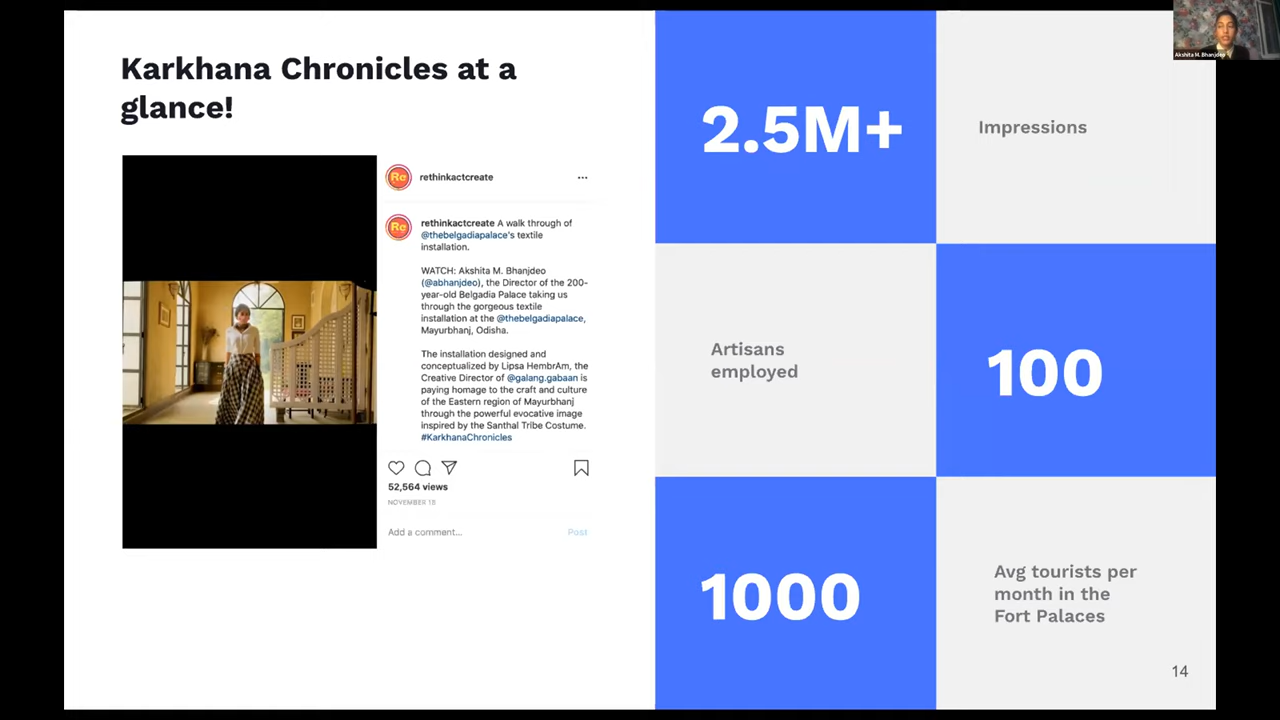 Karkhana Chronicles at a
glance!
rethinkactcreate
rethinkactcreate A walk through of
@thebelgadiapalace's textile
installation.
WATCH: Akshita M. Bhanjdeo
(@abhanjdeo), the Director of the 200-
year-old Belgadia Palace taking us
through the gorgeous textile
installation at the @thebelgadiapalace,
Mayurbhanj, Odisha.
The installation designed and
conceptualized by Lipsa HembrAm, the
Creative Director of @galang.gabaan is
paying homage to the craft and culture
of the Eastern region of Mayurbhanj
through the powerful evocative image
inspired by the Santhal Tribe Costume.
#KarkhanaChronicles
52,564 views
NOVEMBER 18
Add a comment...
Post
2.5M+
Impressions
Artisans
employed
100
1000
Avg tourists per
month in the
Fort Palaces
14
Re
Re
Akshita M. Bhanjdeo